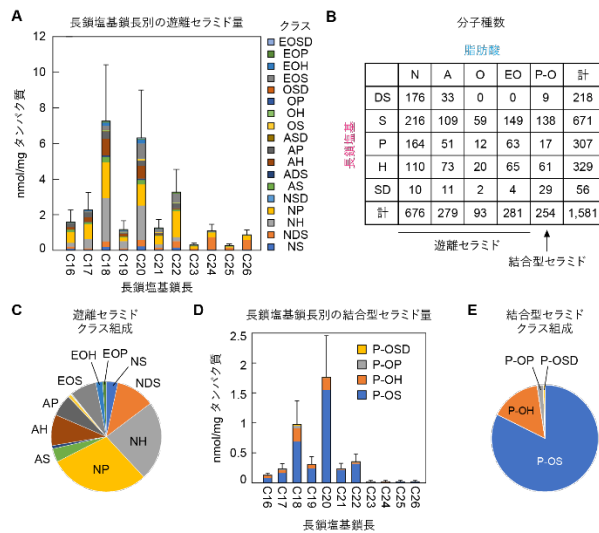 A
長鎖塩基鎖長別の遊離セラミド量
nmol/mg タンパク質
12
10
8
6
4
2
0
C16
C17
C18
C19
C20
C21
C22
C23
C24
C25
C26
長鎖塩基鎖長
クラス
EOSD
EOP
EOH
EOS
OSD
OP
OH
OS
ASD
AP
AH
ADS
AS
NSD
NP
NH
NDS
NS
B
分子種数
脂肪酸
長鎖塩基
N A O EO P-O 計
DS 176 33 0 0 9 218
S 216 109 59 149 138 671
P 164 51 12 63 17 307
H 110 73 20 65 61 329
SD 10 11 2 4 29 56
計 676 279 93 281 254 1,581
遊離セラミド
結合型セラミド
C
遊離セラミド
クラス組成
EOH
EOP
NS
EOS
NDS
AP
AH
NH
AS
NP
D
長鎖塩基鎖長別の結合型セラミド量
nmol/mg タンパク質
2.5
2
1.5
1
0.5
0
P-OSD
P-OP
P-OH
P-OS
C16
C17
C18
C19
C20
C21
C22
C23
C24
C25
C26
長鎖塩基鎖長
E
結合型セラミド
クラス組成
P-OP
P-OSD
P-OH
P-OS